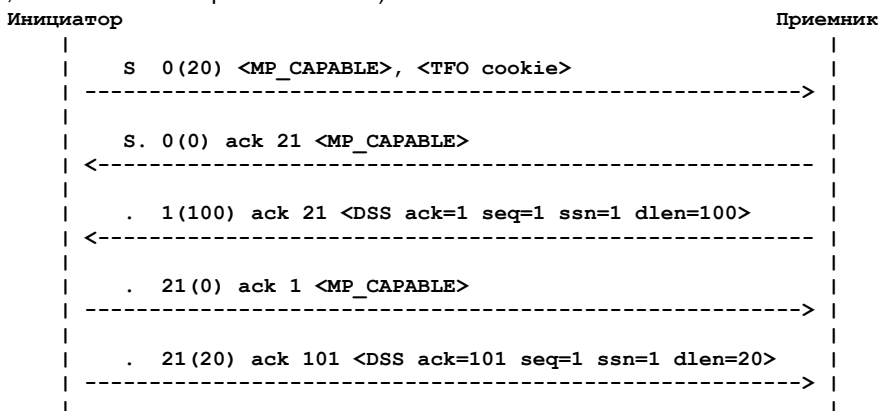 Инициатор Приемник
| |
| S 0(20) <MP_CAPABLE>, <TFO cookie> |
| --------------------------------------------------------> |
| |
| S. 0(0) ack 21 <MP_CAPABLE> |
| <-------------------------------------------------------- |
| |
| . 1(100) ack 21 <DSS ack=1 seq=1 ssn=1 dlen=100> |
| <-------------------------------------------------------- |
| |
| . 21(0) ack 1 <MP_CAPABLE> |
| --------------------------------------------------------> |
| |
| . 21(20) ack 101 <DSS ack=101 seq=1 ssn=1 dlen=20> |
| --------------------------------------------------------> |
| |